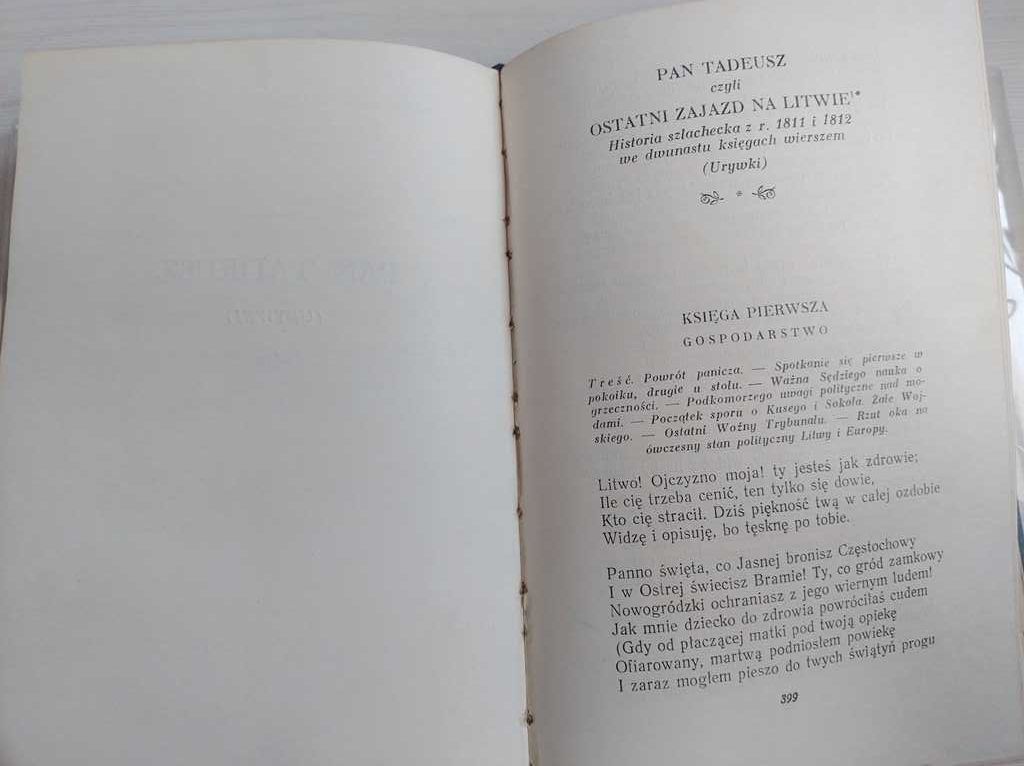 PAN TADEUSZ
czyli
OSTATNI ZAJAZD NA LITWIE¹*
Historia szlachecka z r. 1811 i 1812
we dwunastu księgach wierszem
(Urywki)
KSIĘGA PIERWSZA
GOSPODARSTWO
Treść. Powrót panicza. — Spotkanie się pierwsze w
pokoiku, drugie u stołu. — Ważna Sędziego nauka o
grzeczności. — Podkomorzego uwagi polityczne nad mo-
dami. — Początek sporu o Kusego i Sokoła. Żale Woj-
skiego. — Ostatni Woźny Trybunału. — Rzut oka na
ówczesny stan polityczny Litwy i Europy.
Litwo! Ojczyzno moja! ty jesteś jak zdrowie;
Ile cię trzeba cenić, ten tylko się dowie,
Kto cię stracił. Dziś piękność twą w całej ozdobie
Widzę i opisuję, bo tęsknę po tobie.
Panno święta, co Jasnej bronisz Częstochowy
I w Ostrej świecisz Bramie! Ty, co gród zamkowy
Nowogródzki ochraniasz z jego wiernym ludem!
Jak mnie dziecko do zdrowia powróciłaś cudem
(Gdy od płaczącej matki pod twoją opiekę
Ofiarowany, martwą podniosłem powiekę
I zaraz mogłem pieszo do twych świątyń progu
399
PAN TADEUSZ
(urywki)